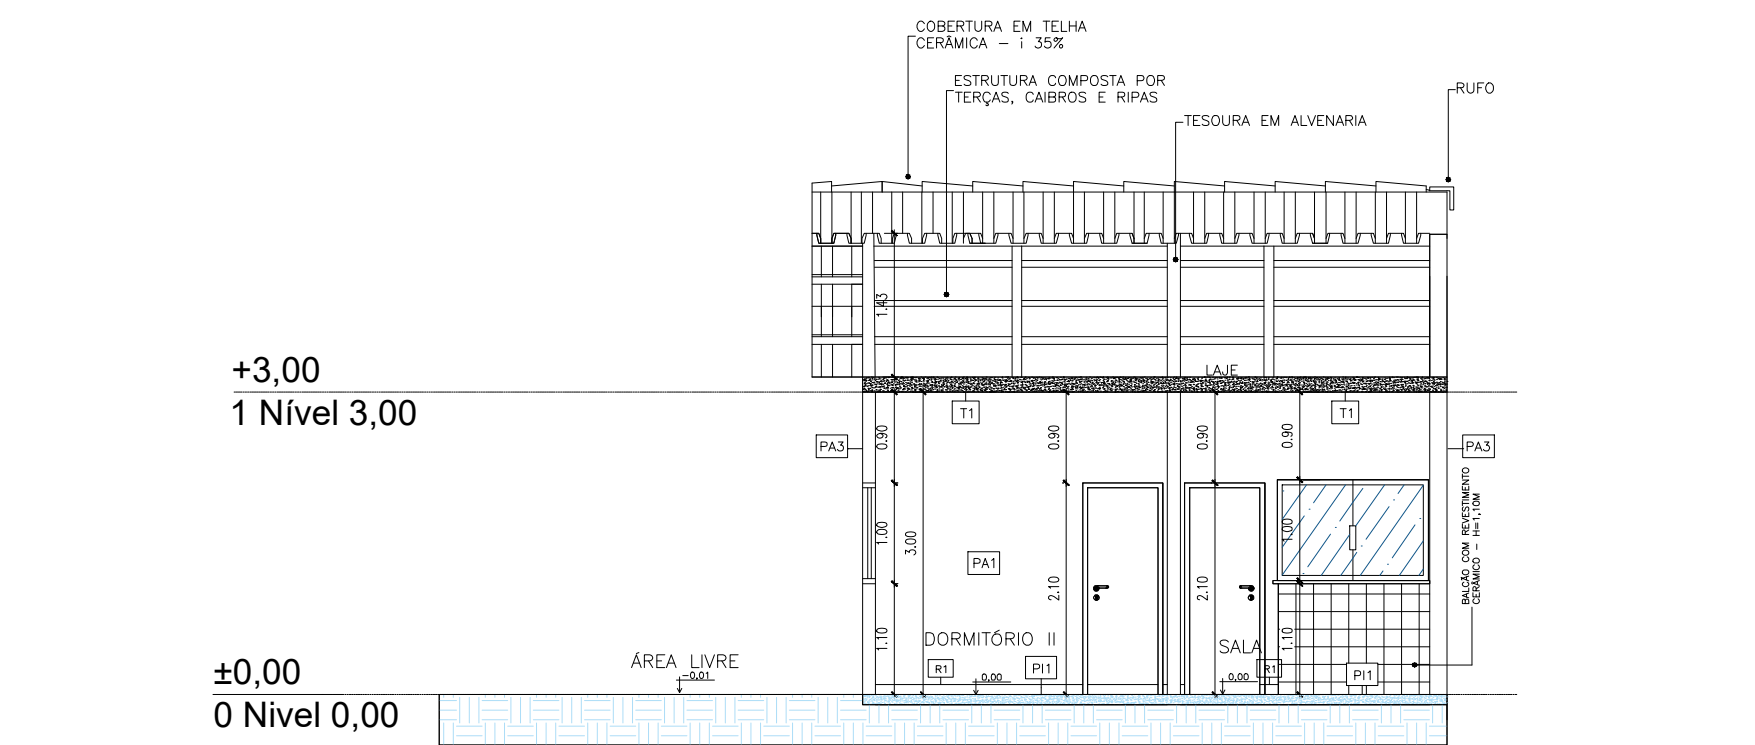 COBERTURA EM TELHA
CERÂMICA – i 35%
ESTRUTURA COMPOSTA POR
TERÇAS, CAIBROS E RIPAS
RUFO
TESOURA EM ALVENARIA
1.43
+3,00
LAJE
1 Nível 3,00
T1
T1
PA3
0.90
0.90
0.90
0.90
PA3
BALCÃO COM REVESTIMENTO
CERÂMICO – H=1,10M
1.00
3.00
1.00
PA1
2.10
2.10
1.10
DORMITÓRIO II
SALA
1.10
ÁREA LIVRE
±0,00
-0,01
R1
PI1
0,00
R1
0,00
PI1
0 Nivel 0,00